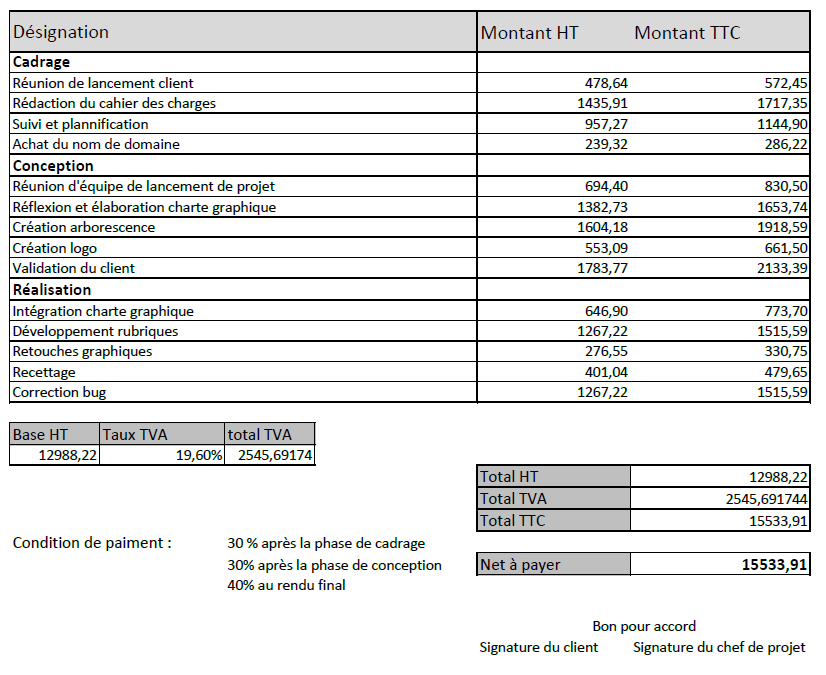 Désignation Montant HT Montant TTC
Cadrage
Réunion de lancement client 478,64 572,45
Rédaction du cahier des charges 1435,91 1717,35
Suivi et plannification 957,27 1144,90
Achat du nom de domaine 239,32 286,22
Conception
Réunion d'équipe de lancement de projet 694,40 830,50
Réflexion et élaboration charte graphique 1382,73 1653,74
Création arborescence 1604,18 1918,59
Création logo 553,09 661,50
Validation du client 1783,77 2133,39
Réalisation
Intégration charte graphique 646,90 773,70
Développement rubriques 1267,22 1515,59
Retouches graphiques 276,55 330,75
Recettage 401,04 479,65
Correction bug 1267,22 1515,59
Base HT Taux TVA total TVA
12988,22 19,60% 2545,69174
Total HT 12988,22
Total TVA 2545,691744
Total TTC 15533,91
Condition de paiment : 30 % après la phase de cadrage
30% après la phase de conception
40% au rendu final
Net à payer 15533,91
Bon pour accord
Signature du client Signature du chef de projet